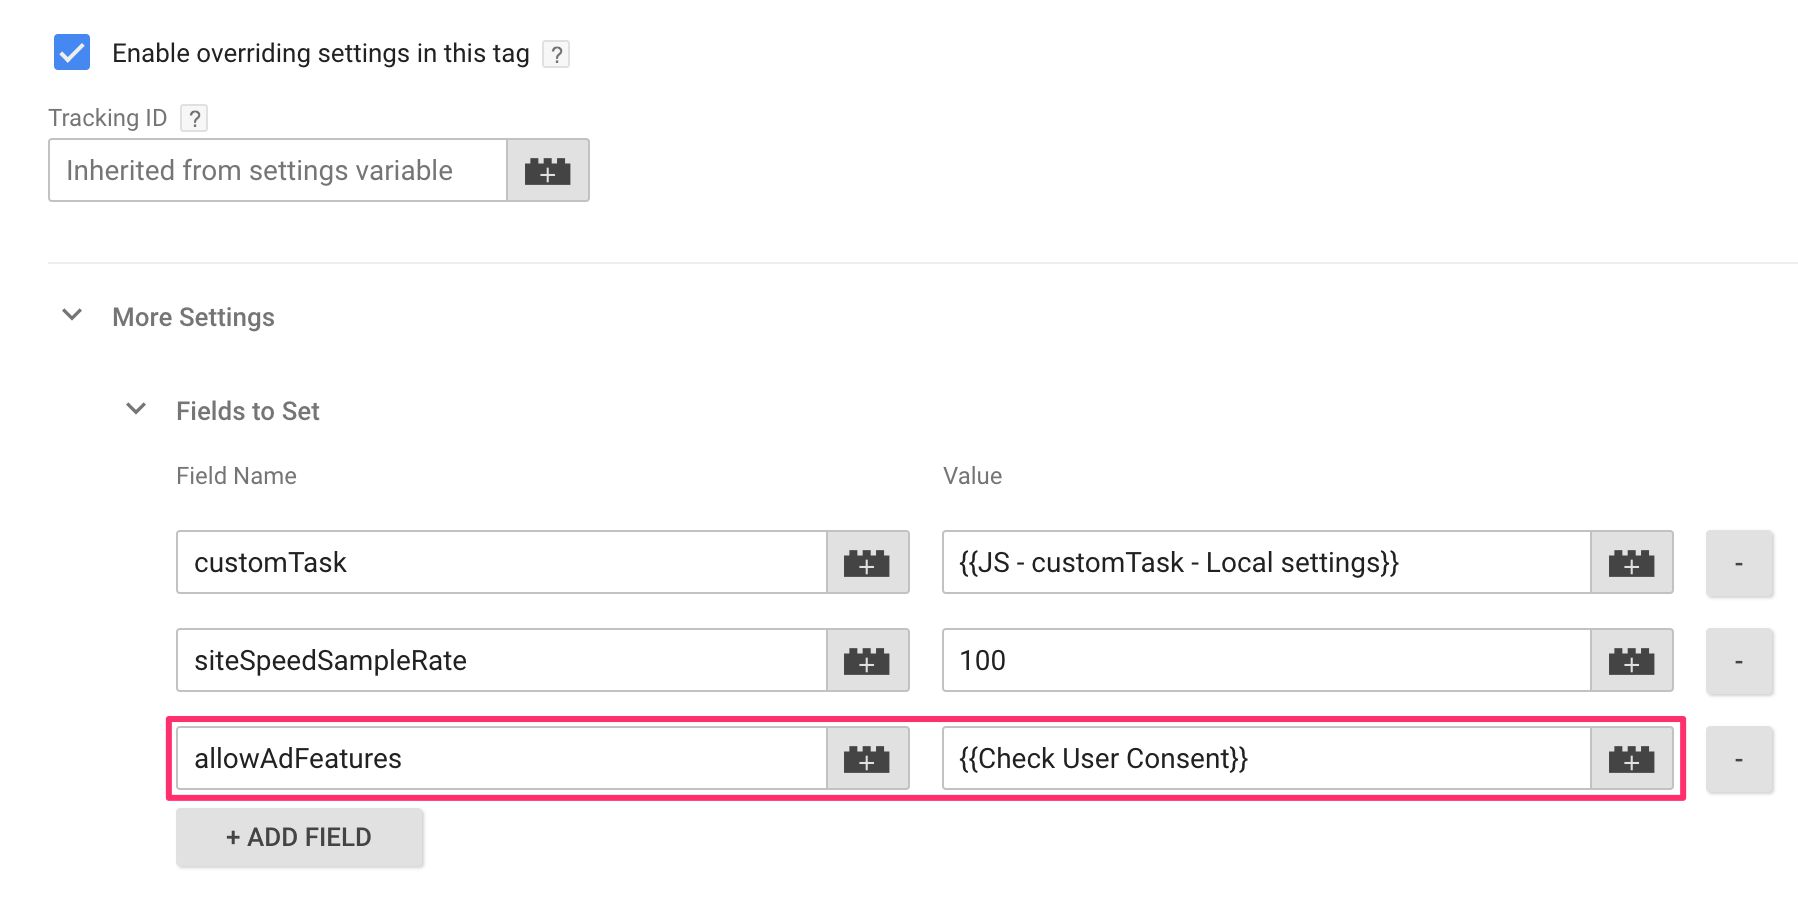 Enable overriding settings in this tag ?
Tracking ID ?
Inherited from settings variable
More Settings
Fields to Set
Field Name Value
customTask {{JS - customTask - Local settings}} -
siteSpeedSampleRate 100 -
allowAdFeatures {{Check User Consent}} -
+ ADD FIELD